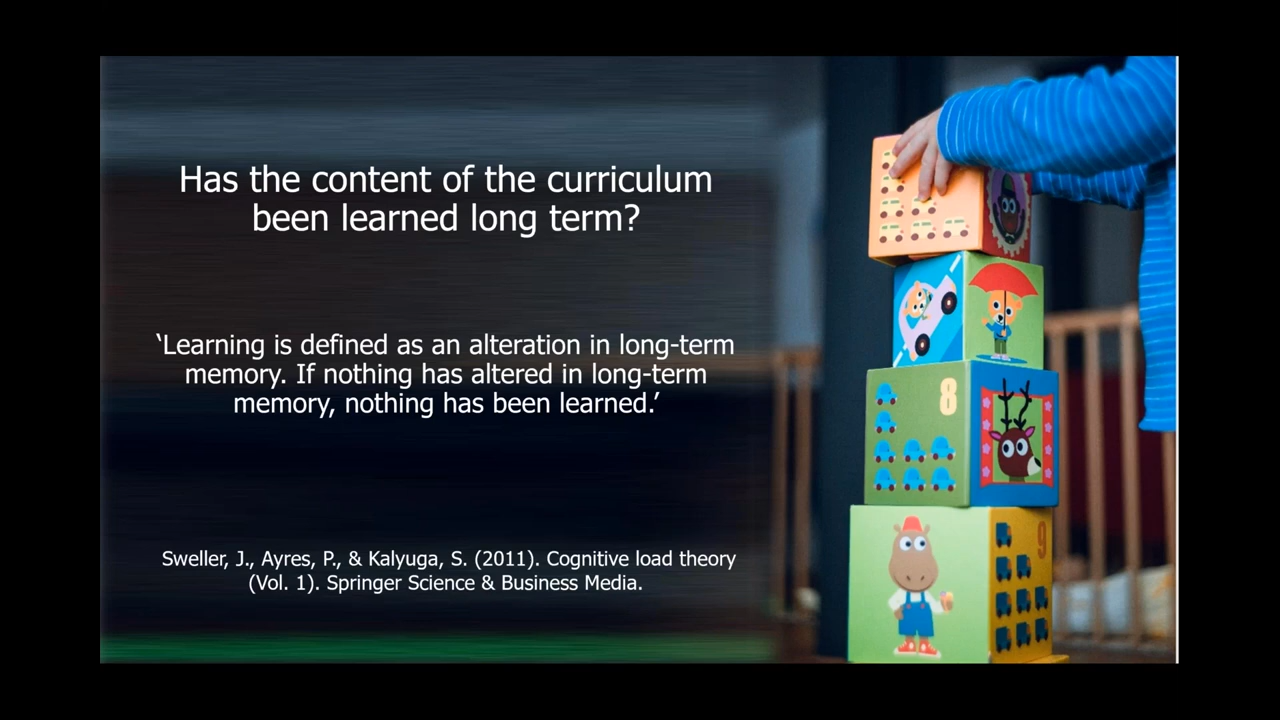 Has the content of the curriculum
been learned long term?
‘Learning is defined as an alteration in long-term
memory. If nothing has altered in long-term
memory, nothing has been learned.’
Sweller, J., Ayres, P., & Kalyuga, S. (2011). Cognitive load theory
(Vol. 1). Springer Science & Business Media.
8
9